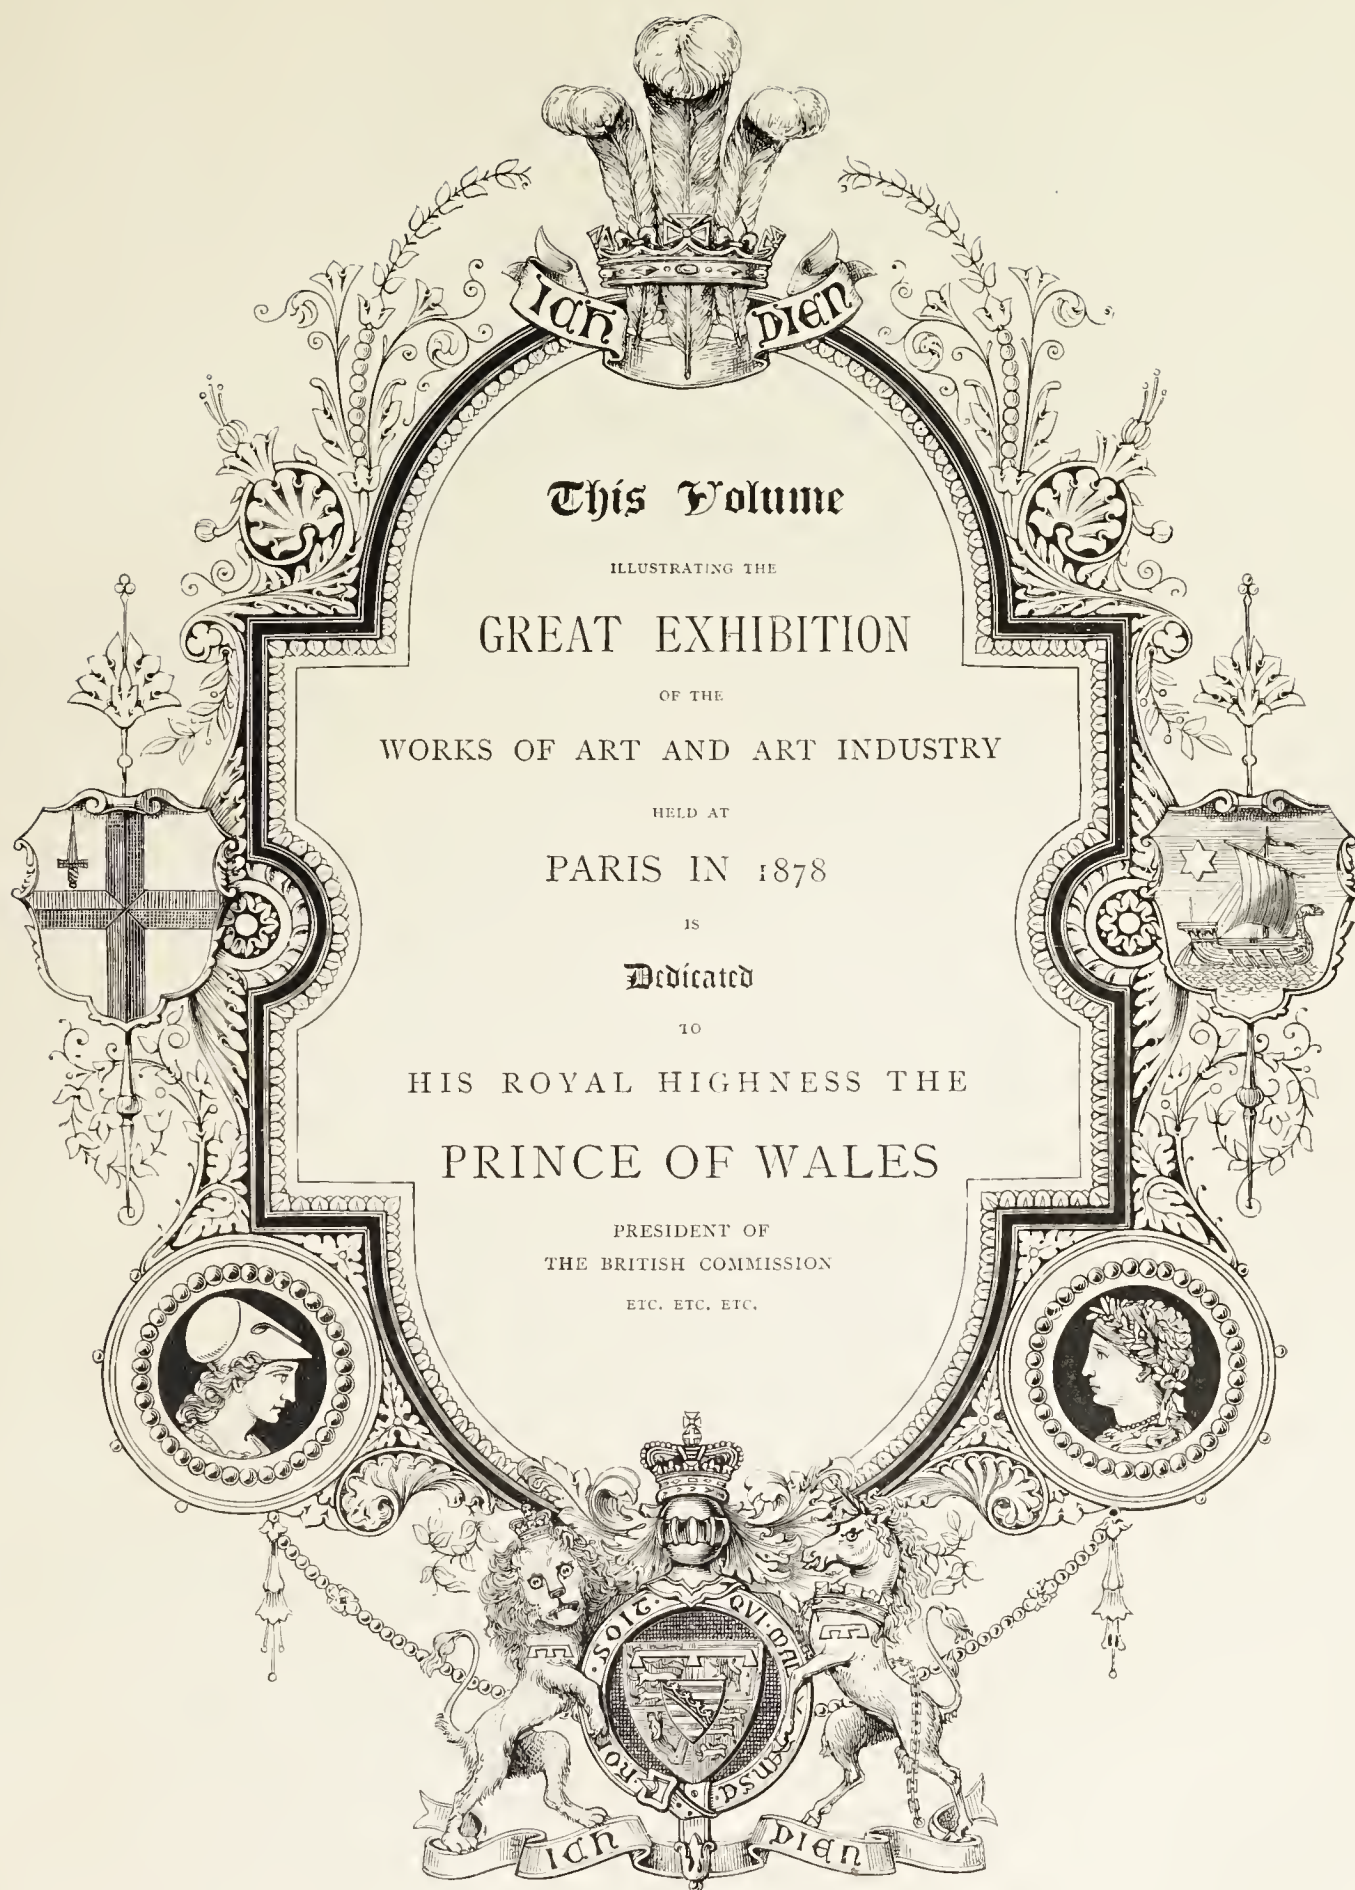 ICH DIEN
This Volume
ILLUSTRATING THE
GREAT EXHIBITION
OF THE
WORKS OF ART AND ART INDUSTRY
HELD AT
PARIS IN 1878
IS
Dedicated
TO
HIS ROYAL HIGHNESS THE
PRINCE OF WALES
PRESIDENT OF
THE BRITISH COMMISSION
ETC. ETC. ETC.
SOIT · QVI · MAL
PENSE
ICH DIEN